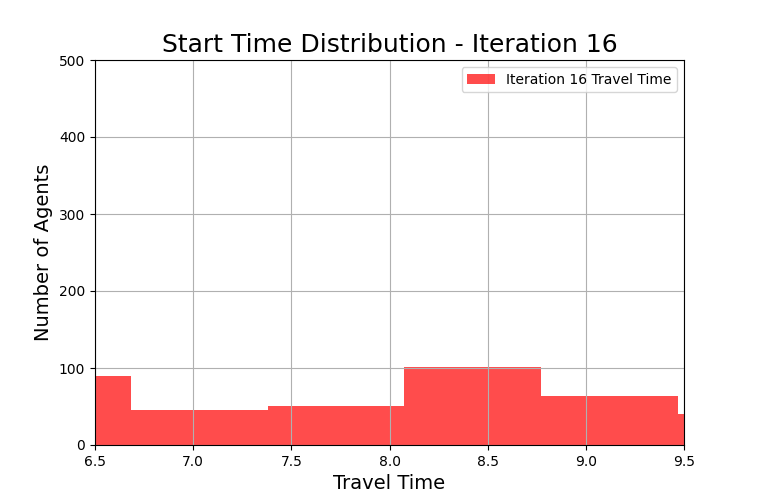 Start Time Distribution - Iteration 16
Iteration 16 Travel Time
Number of Agents
500
400
300
200
100
0
6.5 7.0 7.5 8.0 8.5 9.0 9.5
Travel Time